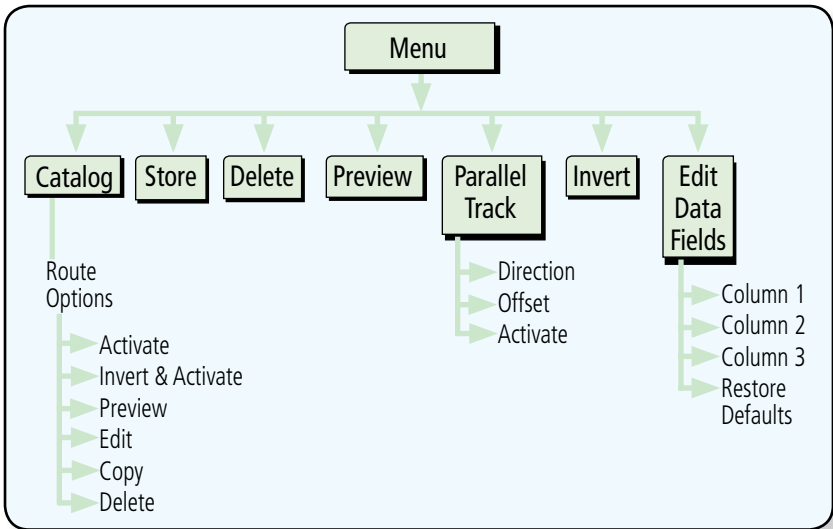 Menu
Catalog
Store
Delete
Preview
Parallel
Track
Invert
Edit
Data
Fields
Route
Options
Activate
Invert & Activate
Preview
Edit
Copy
Delete
Direction
Offset
Activate
Column 1
Column 2
Column 3
Restore
Defaults